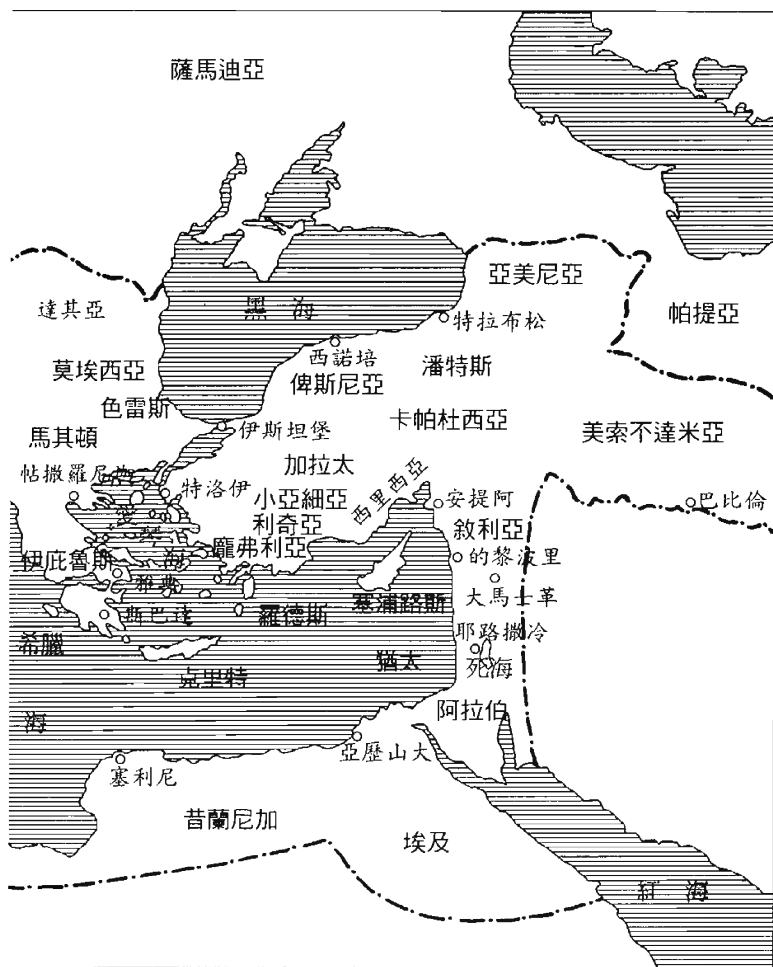 薩馬迪亞
亞美尼亞
黑海
達其亞
帕提亞
特拉布松
西諾培
潘特斯
莫埃西亞
俾斯尼亞
色雷斯
卡帕杜西亞
伊斯坦堡
美索不達米亞
馬其頓
加拉太
帖撒羅尼迦
特洛伊
西里西亞
小亞細亞
安提阿
巴比倫
愛琴海
利奇亞
敘利亞
龐弗利亞
伊庇魯斯
的黎波里
雅典
大馬士革
塞浦路斯
斯巴達
羅德斯
耶路撒冷
希臘
猶太
死海
克里特
阿拉伯
海
亞歷山大
塞利尼
昔蘭尼加
埃及
紅海